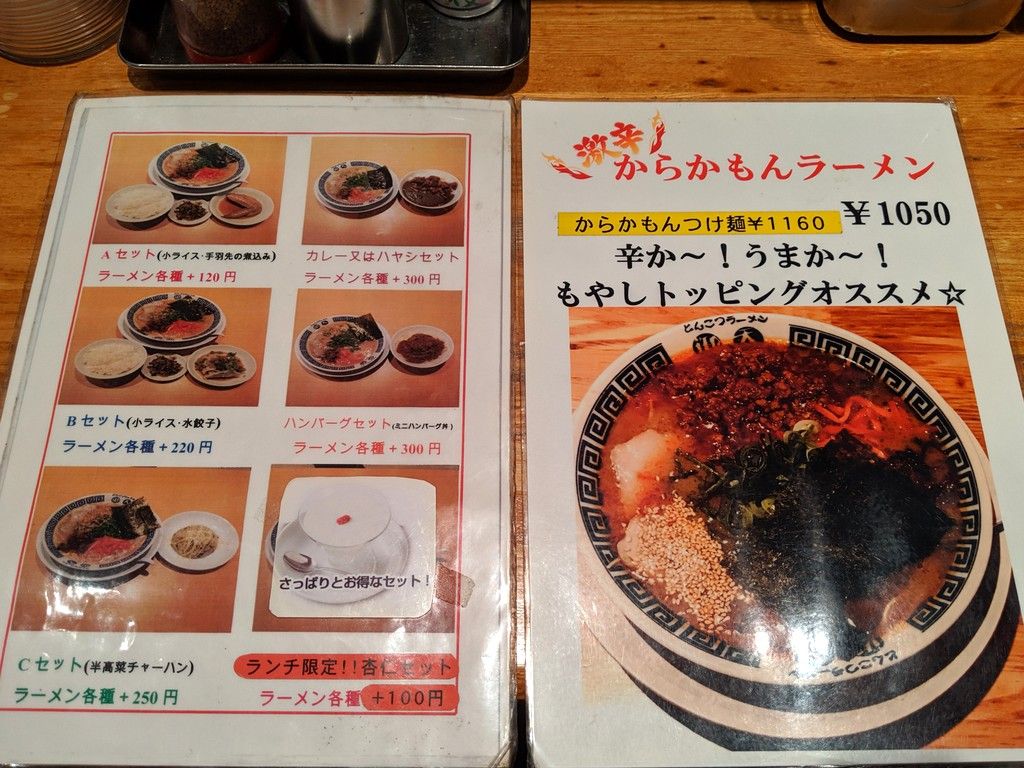 Aセット(小ライス・手羽先の煮込み)
ラーメン各種+120円
カレー又はハヤシセット
ラーメン各種+300円
Bセット(小ライス・水餃子)
ラーメン各種+220円
ハンバーグセット(ミニハンバーグ丼)
ラーメン各種+300円
さっぱりとお得なセット!
Cセット(半高菜チャーハン)
ラーメン各種+250円
ランチ限定!!杏仁セット
ラーメン各種+100円
激辛
からかもんラーメン
からかもんつけ麺¥1160
¥1050
辛か~!うまか~!
もやしトッピングオススメ☆
とんこつラーメン